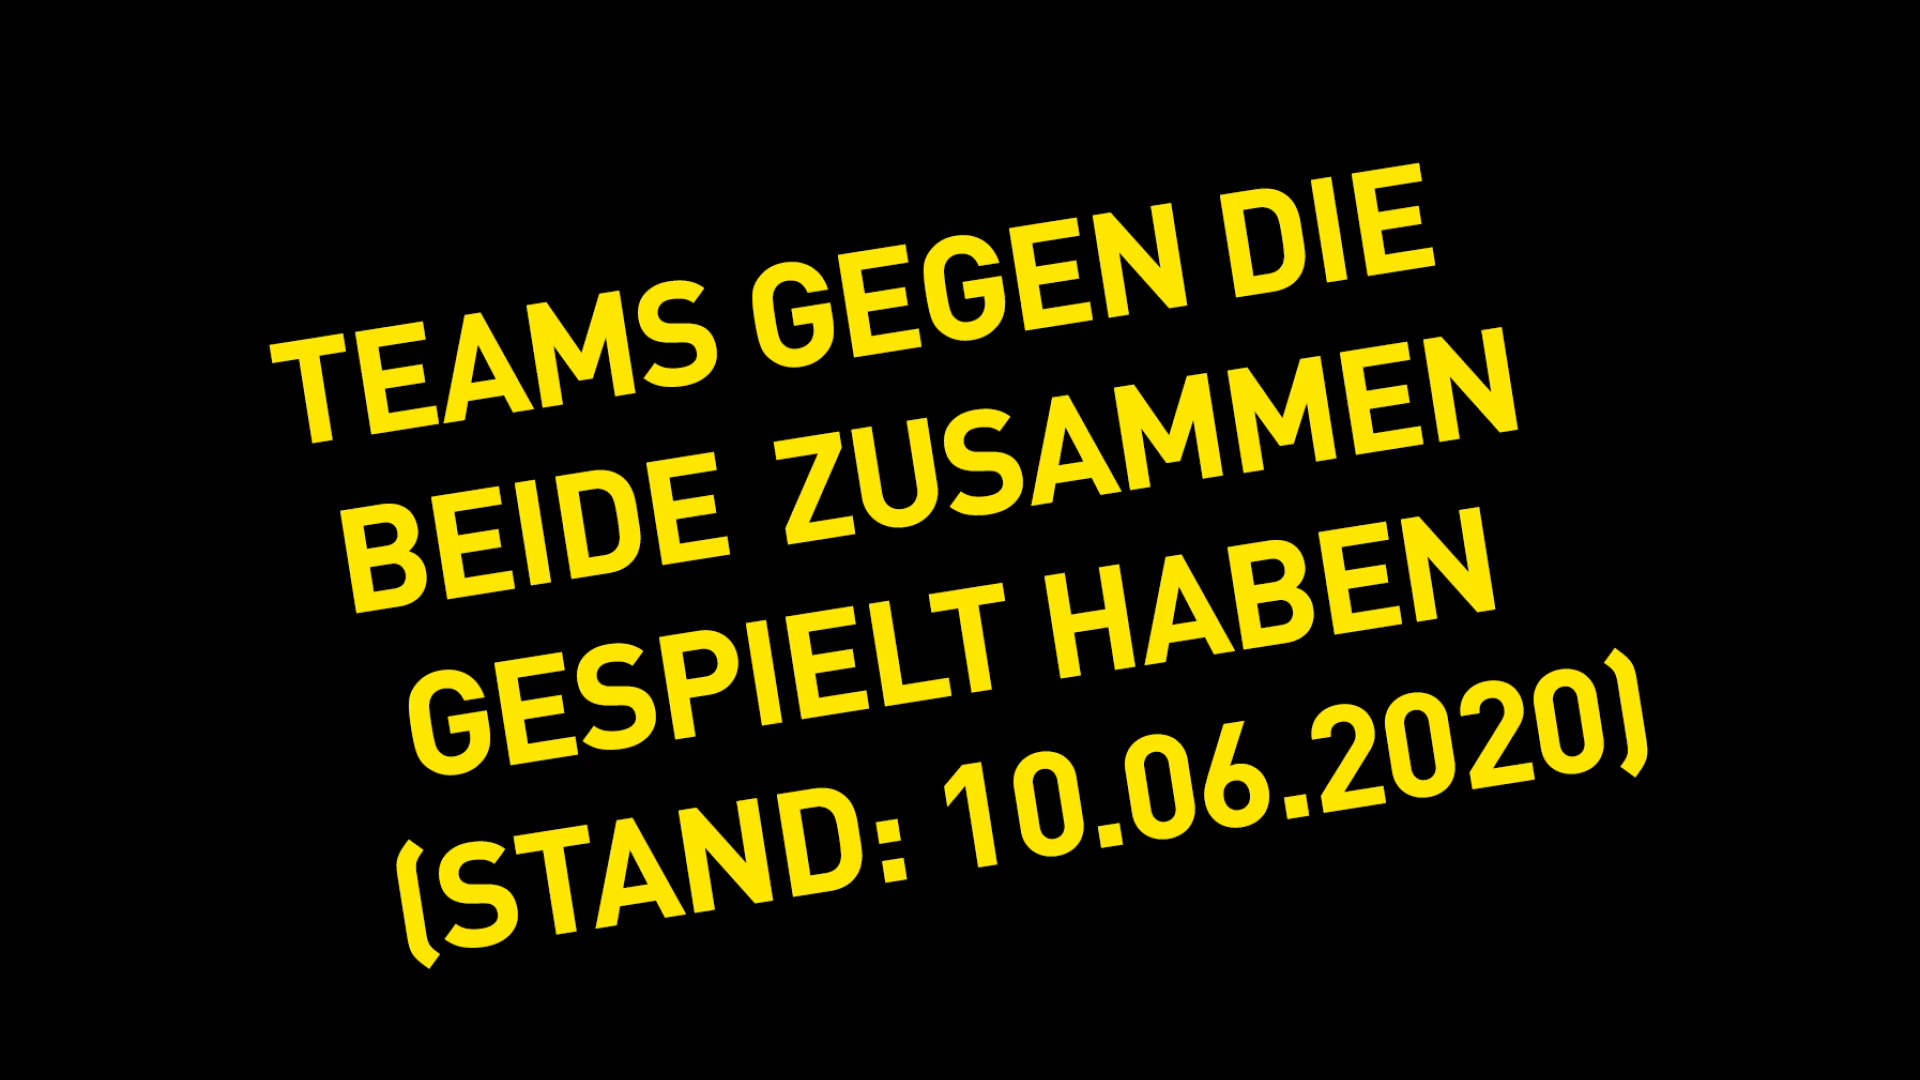 TEAMS GEGEN DIE
BEIDE ZUSAMMEN
GESPIELT HABEN
(STAND: 10.06.2020)